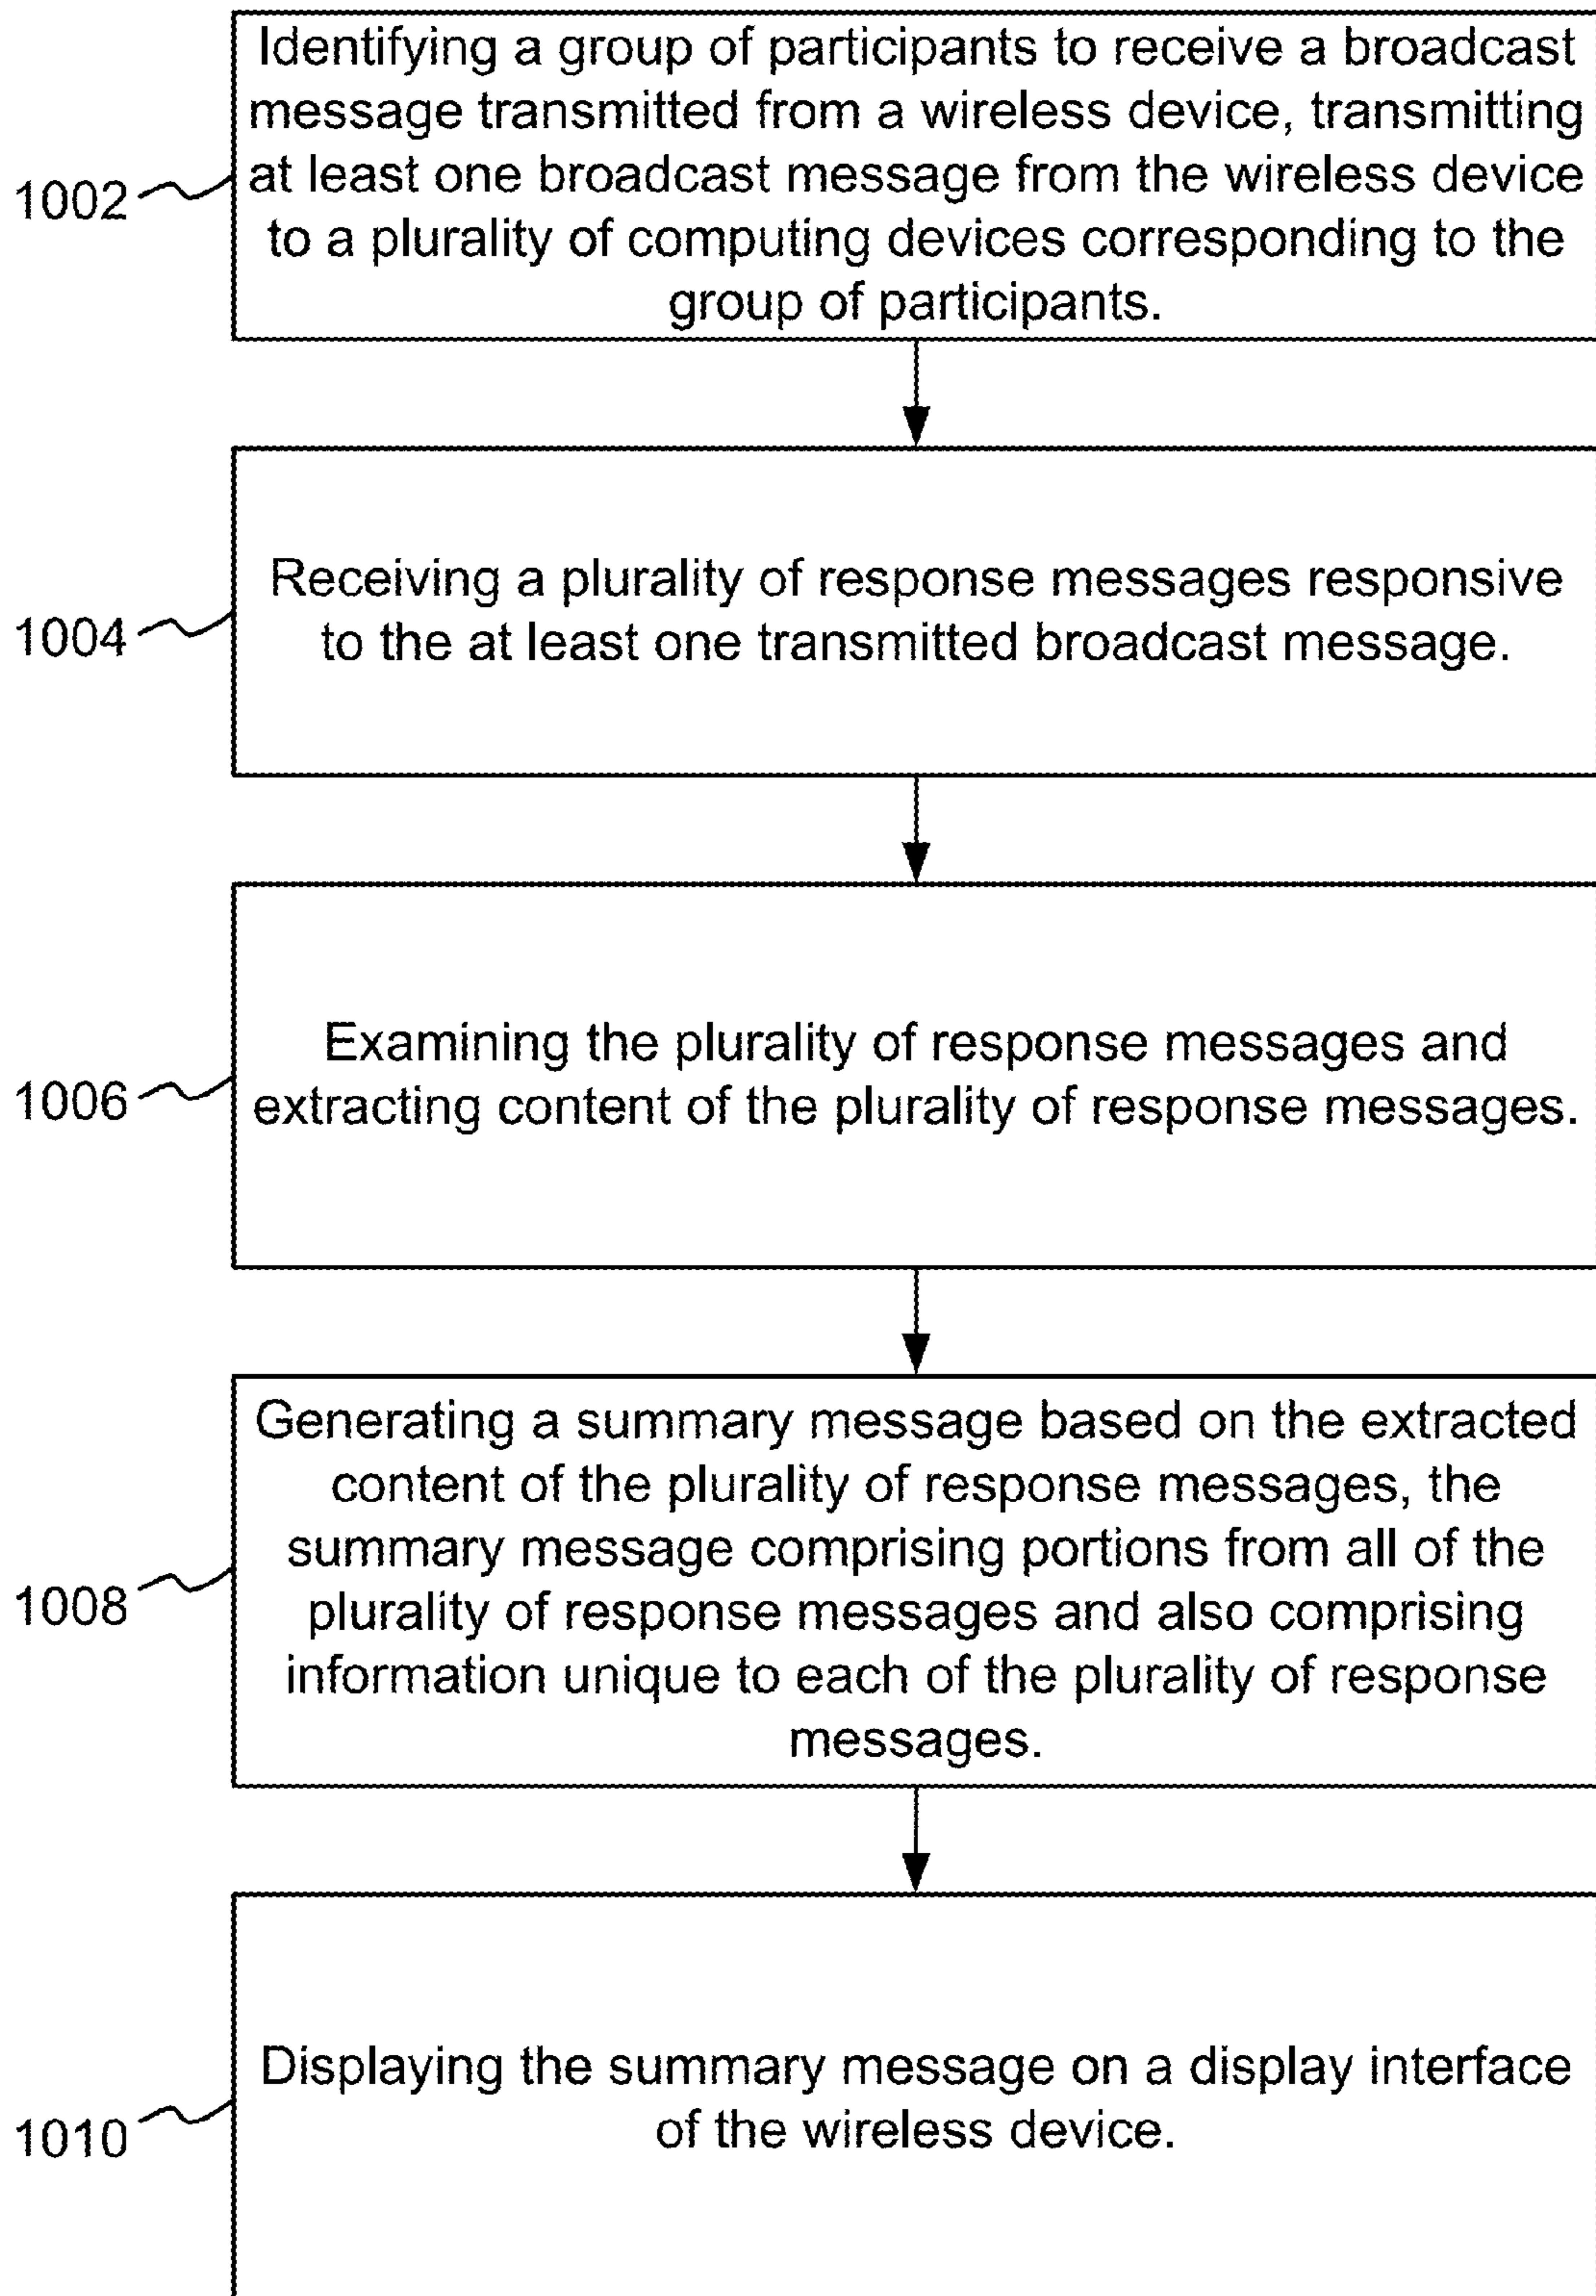 Identifying a group of participants to receive a broadcast
message transmitted from a wireless device, transmitting
at least one broadcast message from the wireless device
to a plurality of computing devices corresponding to the
group of participants.
1002
Receiving a plurality of response messages responsive
to the at least one transmitted broadcast message.
1004
Examining the plurality of response messages and
extracting content of the plurality of response messages.
1006
Generating a summary message based on the extracted
content of the plurality of response messages, the
summary message comprising portions from all of the
plurality of response messages and also comprising
information unique to each of the plurality of response
messages.
1008
Displaying the summary message on a display interface
of the wireless device.
1010